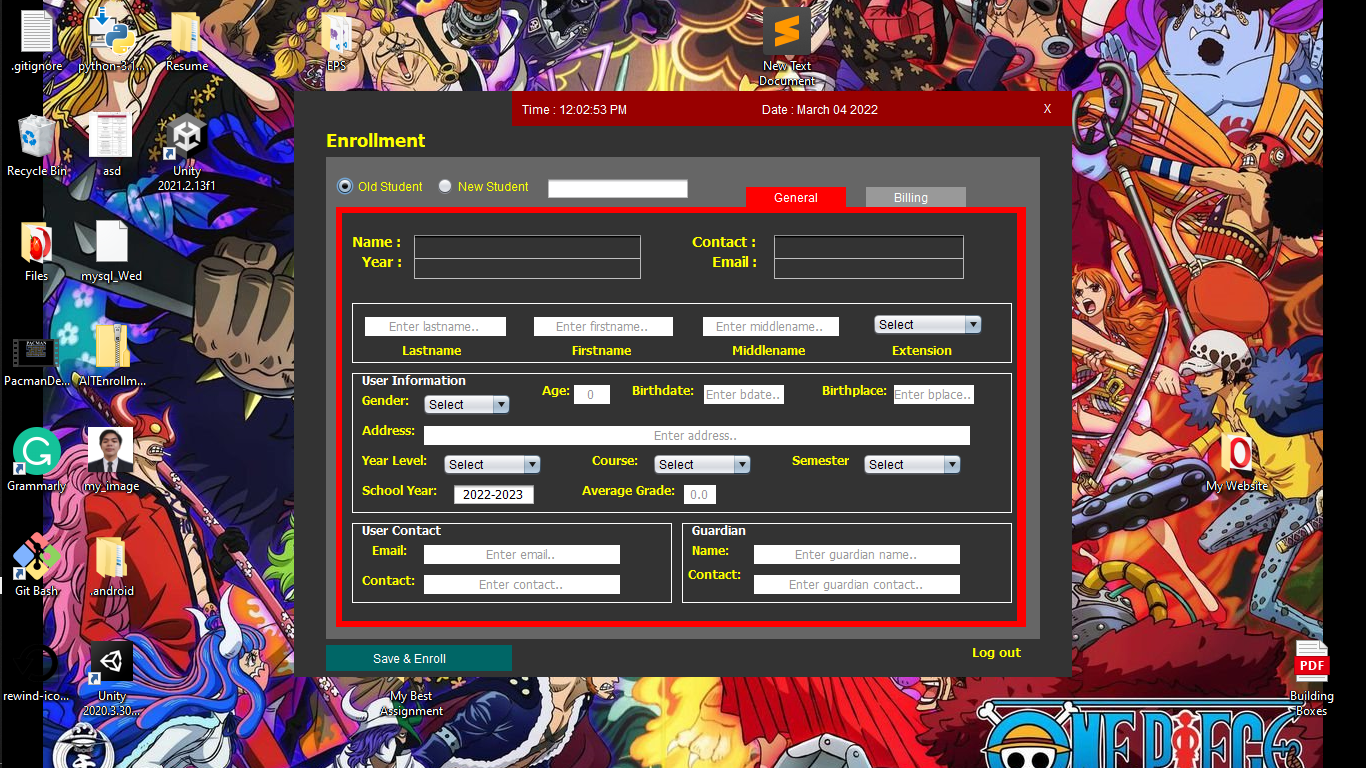 .gitignore
python-3.1...
Resume
EPS
New Text
Document
Recycle Bin
asd
Unity
2021.2.13f1
Files
mysql_Wed
PACMAN
PacmanDe...
AITEnrollm...
Grammarly
my_image
Git Bash
.android
rewind-ico...
Unity
2020.3.30...
My Best
Assignment
My Website
PDF
Building
Boxes
ONE PIECE
Time : 12:02:53 PM
Date : March 04 2022
X
Enrollment
Old Student
New Student
General
Billing
Name :
Contact :
Year :
Email :
Enter lastname..
Enter firstname..
Enter middlename..
Select
Lastname
Firstname
Middlename
Extension
User Information
Gender:
Select
Age:
0
Birthdate:
Enter bdate..
Birthplace:
Enter bplace..
Address:
Enter address..
Year Level:
Select
Course:
Select
Semester
Select
School Year:
2022-2023
Average Grade:
0.0
User Contact
Email:
Enter email..
Contact:
Enter contact..
Guardian
Name:
Enter guardian name..
Contact:
Enter guardian contact..
Save & Enroll
Log out